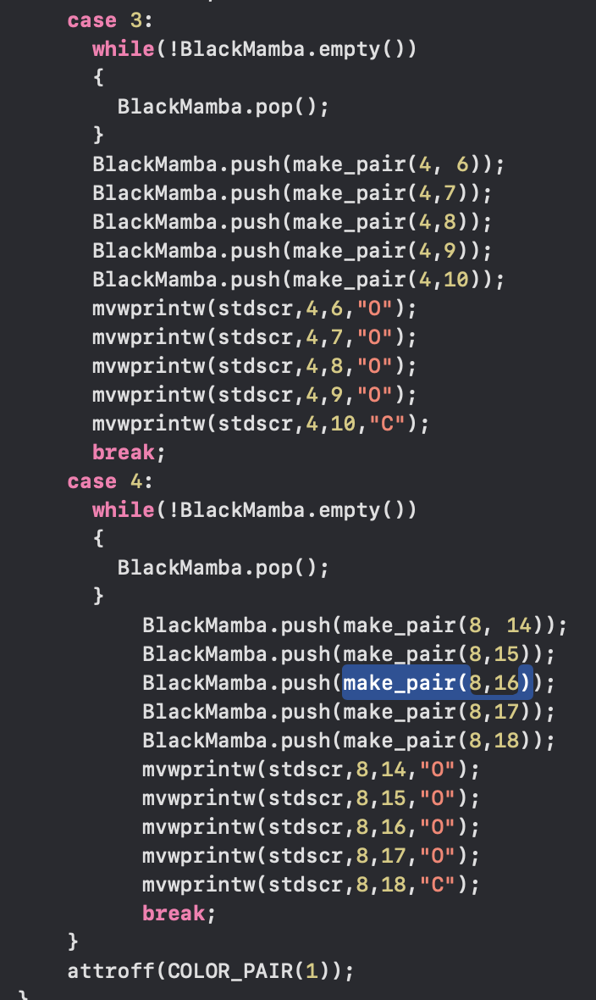 case 3:
while(!BlackMamba.empty())
{
BlackMamba.pop();
}
BlackMamba.push(make_pair(4, 6));
BlackMamba.push(make_pair(4,7));
BlackMamba.push(make_pair(4,8));
BlackMamba.push(make_pair(4,9));
BlackMamba.push(make_pair(4,10));
mvwprintw(stdscr,4,6,"O");
mvwprintw(stdscr,4,7,"O");
mvwprintw(stdscr,4,8,"O");
mvwprintw(stdscr,4,9,"O");
mvwprintw(stdscr,4,10,"C");
break;
case 4:
while(!BlackMamba.empty())
{
BlackMamba.pop();
}
BlackMamba.push(make_pair(8, 14));
BlackMamba.push(make_pair(8,15));
BlackMamba.push(make_pair(8,16));
BlackMamba.push(make_pair(8,17));
BlackMamba.push(make_pair(8,18));
mvwprintw(stdscr,8,14,"O");
mvwprintw(stdscr,8,15,"O");
mvwprintw(stdscr,8,16,"O");
mvwprintw(stdscr,8,17,"O");
mvwprintw(stdscr,8,18,"C");
break;
}
attroff(COLOR_PAIR(1));
}